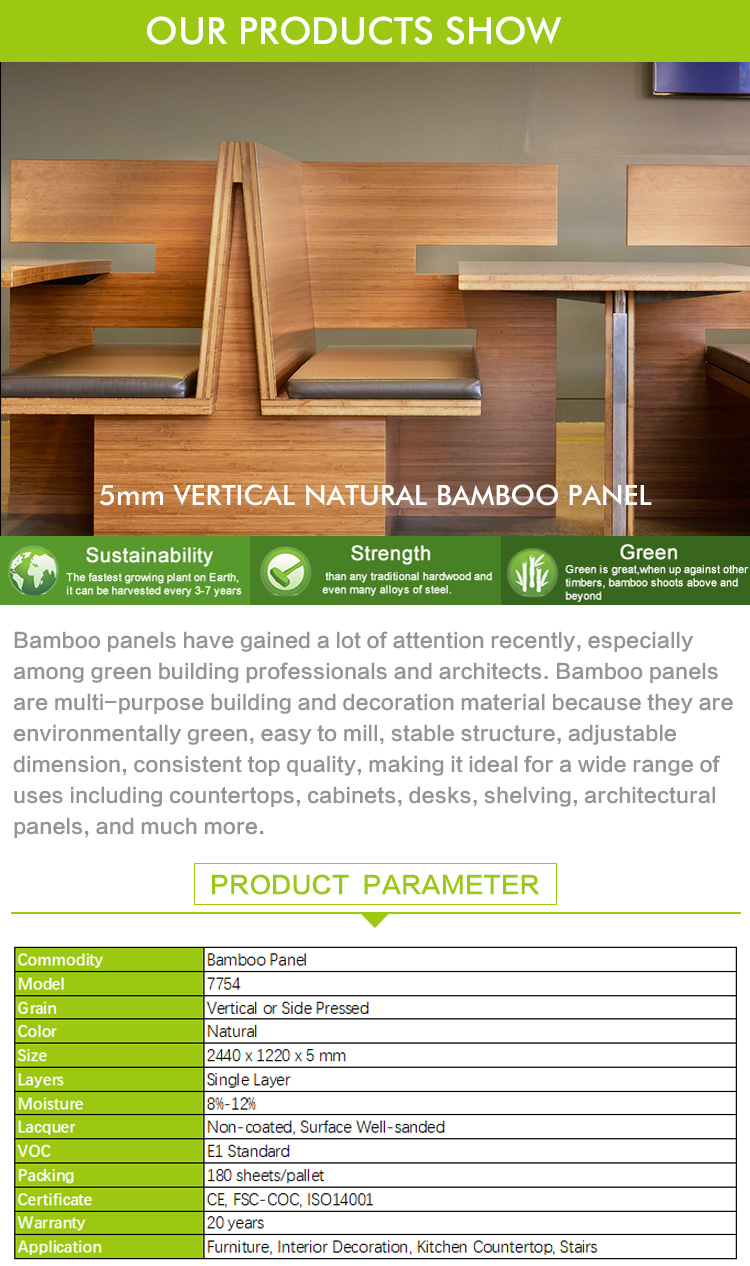 OUR PRODUCTS SHOW
5mm VERTICAL NATURAL BAMBOO PANEL
Sustainability
The fastest growing plant on Earth,
it can be harvested every 3-7 years
Strength
than any traditional hardwood and
even many alloys of steel.
Green
Green is great,when up against other
timbers, bamboo shoots above and
beyond
Bamboo panels have gained a lot of attention recently, especially
among green building professionals and architects. Bamboo panels
are multi-purpose building and decoration material because they are
environmentally green, easy to mill, stable structure, adjustable
dimension, consistent top quality, making it ideal for a wide range of
uses including countertops, cabinets, desks, shelving, architectural
panels, and much more.
PRODUCT PARAMETER
Commodity Bamboo Panel
Model 7754
Grain Vertical or Side Pressed
Color Natural
Size 2440 x 1220 x 5 mm
Layers Single Layer
Moisture 8%-12%
Lacquer Non-coated, Surface Well-sanded
VOC E1 Standard
Packing 180 sheets/pallet
Certificate CE, FSC-COC, ISO14001
Warranty 20 years
Application Furniture, Interior Decoration, Kitchen Countertop, Stairs